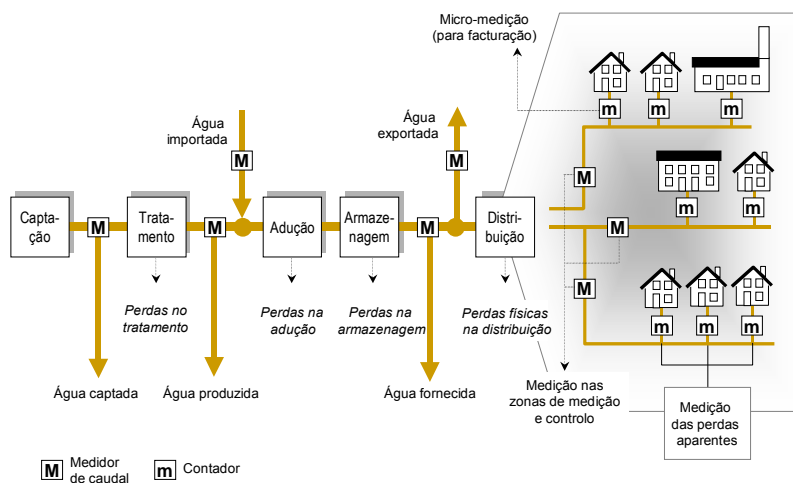 Micro-medição
(para facturação)
m
m
m
Água
importada
M
Água
exportada
M
M
m
m
Capta-
ção
M
Trata-
mento
M
Adução
Armaze-
nagem
M
Distri-
buição
M
M
m
m
m
Perdas no
tratamento
Perdas na
adução
Perdas na
armazenagem
Perdas físicas
na distribuição
Água captada
Água produzida
Água fornecida
Medição nas
zonas de medição
e controlo
Medição
das perdas
aparentes
M
Medidor
de caudal
m
Contador